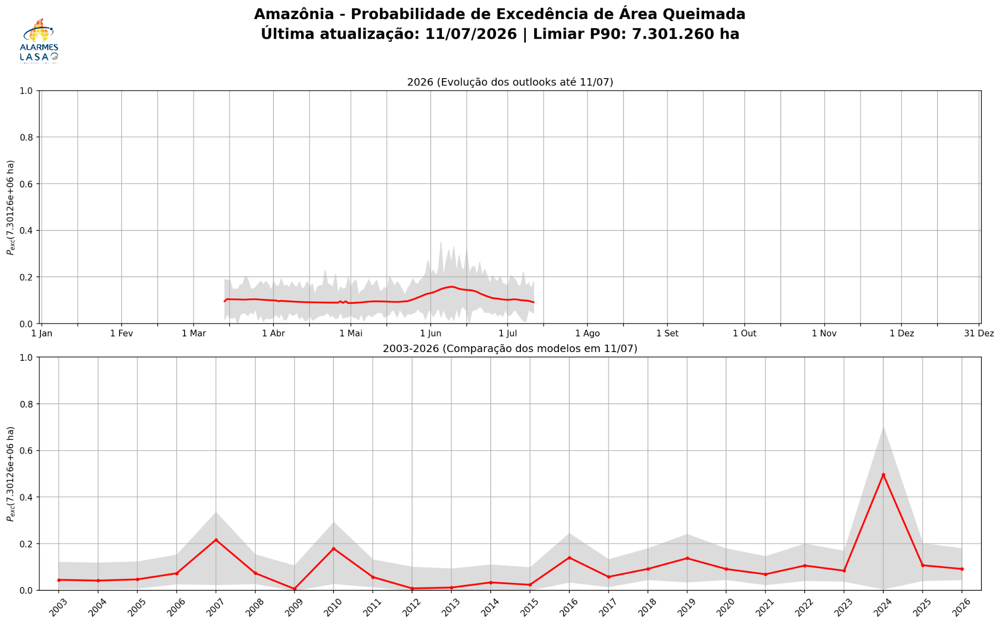 Amazônia - Probabilidade de Excedência de Área Queimada
Última atualização: 11/07/2026 | Limiar P90: 7.301.260 ha
ALARMES
LASA
2026 (Evolução dos outlooks até 11/07)
P_exc(7.30126e+06 ha)
1.0
0.8
0.6
0.4
0.2
0.0
1 Jan 1 Fev 1 Mar 1 Abr 1 Mai 1 Jun 1 Jul 1 Ago 1 Set 1 Out 1 Nov 1 Dez 31 Dez
2003-2026 (Comparação dos modelos em 11/07)
P_exc(7.30126e+06 ha)
1.0
0.8
0.6
0.4
0.2
0.0
2003 2004 2005 2006 2007 2008 2009 2010 2011 2012 2013 2014 2015 2016 2017 2018 2019 2020 2021 2022 2023 2024 2025 2026